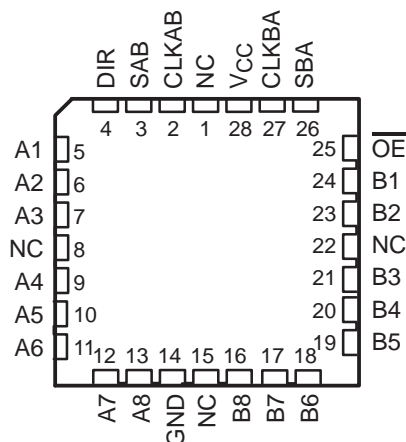 DIR SAB CLKAB NC VCC CLKBA SBA
4 3 2 1 28 27 26
A1 5 25 OE
A2 6 24 B1
A3 7 23 B2
NC 8 22 NC
A4 9 21 B3
A5 10 20 B4
A6 11 19 B5
12 13 14 15 16 17 18
A7 A8 GND NC B8 B7 B6